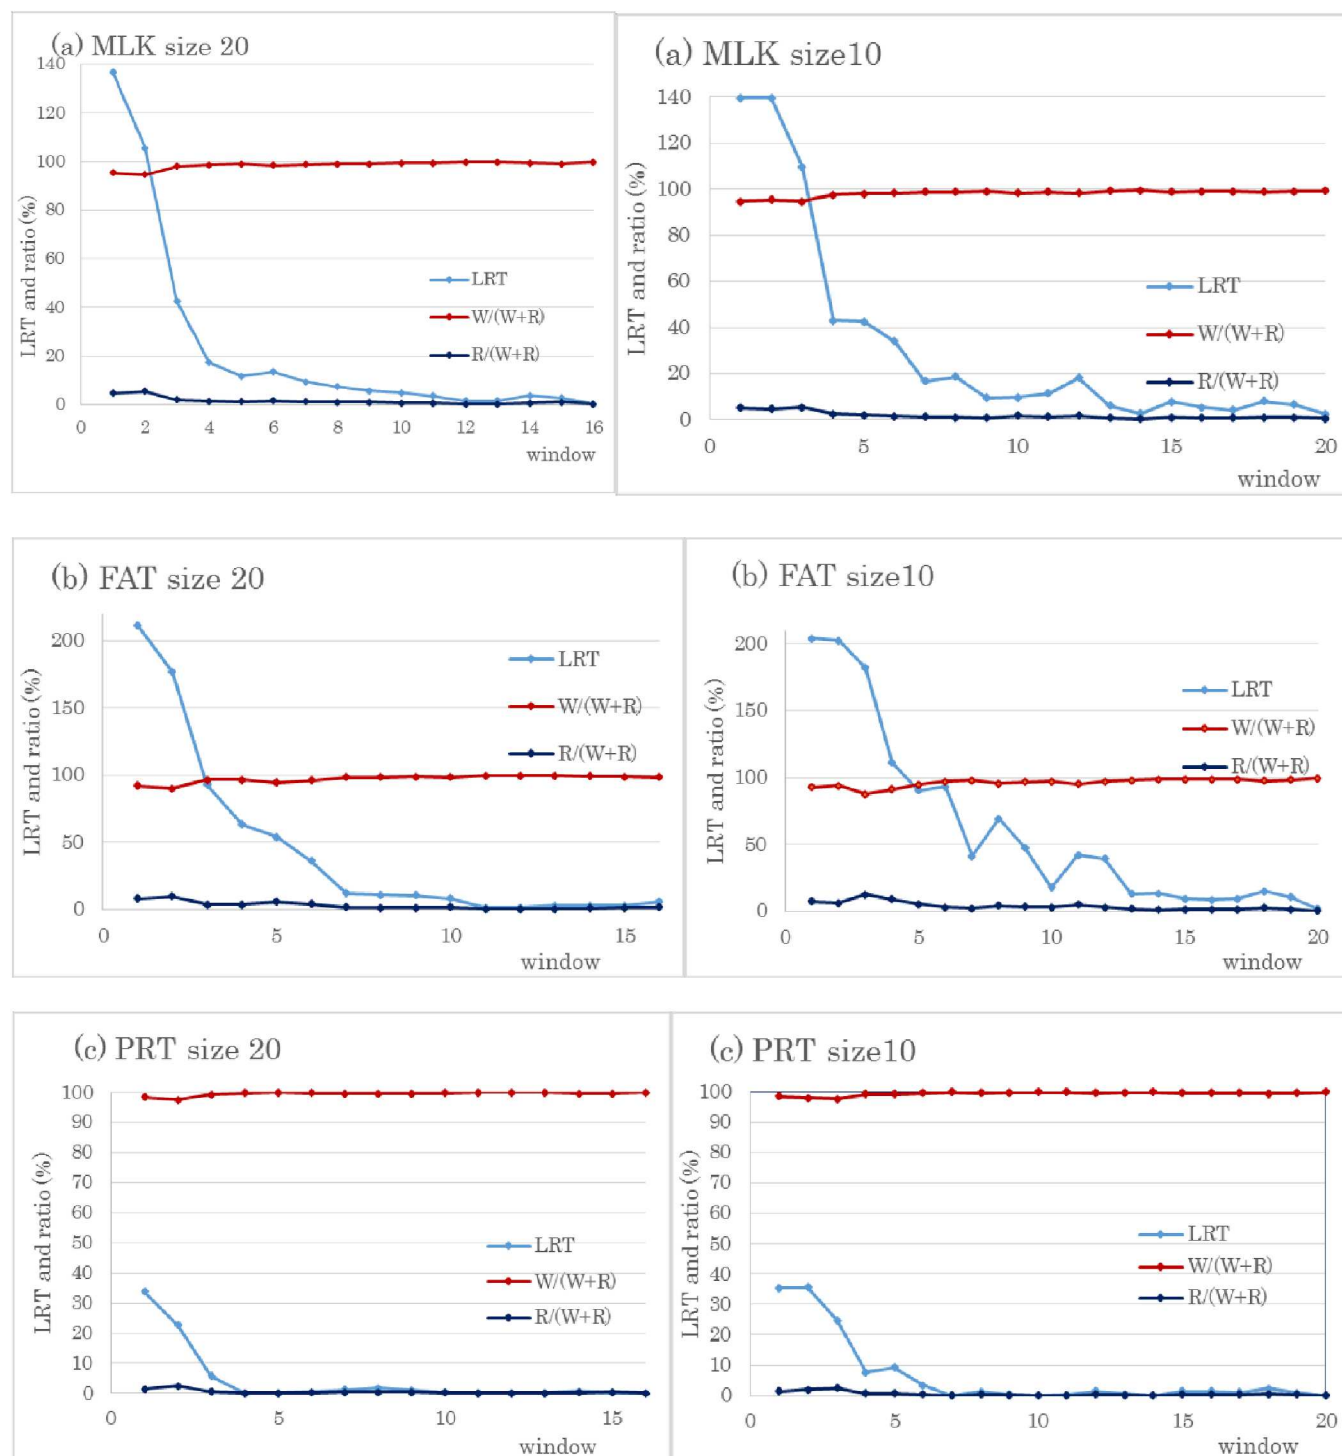 (a) MLK size 20
140
120
100
80
60
40
20
0
LRT and ratio (%)
LRT
W/(W+R)
R/(W+R)
0 2 4 6 8 10 12 14 16
window
(a) MLK size10
140
120
100
80
60
40
20
0
LRT and ratio (%)
LRT
W/(W+R)
R/(W+R)
0 5 10 15 20
window
(b) FAT size 20
200
150
100
50
0
LRT and ratio (%)
LRT
W/(W+R)
R/(W+R)
0 5 10 15
window
(b) FAT size10
200
150
100
50
0
LRT and ratio (%)
LRT
W/(W+R)
R/(W+R)
0 5 10 15 20
window
(c) PRT size 20
100
90
80
70
60
50
40
30
20
10
0
LRT and ratio (%)
LRT
W/(W+R)
R/(W+R)
0 5 10 15
window
(c) PRT size10
100
90
80
70
60
50
40
30
20
10
0
LRT and ratio (%)
LRT
W/(W+R)
R/(W+R)
0 5 10 15 20
window